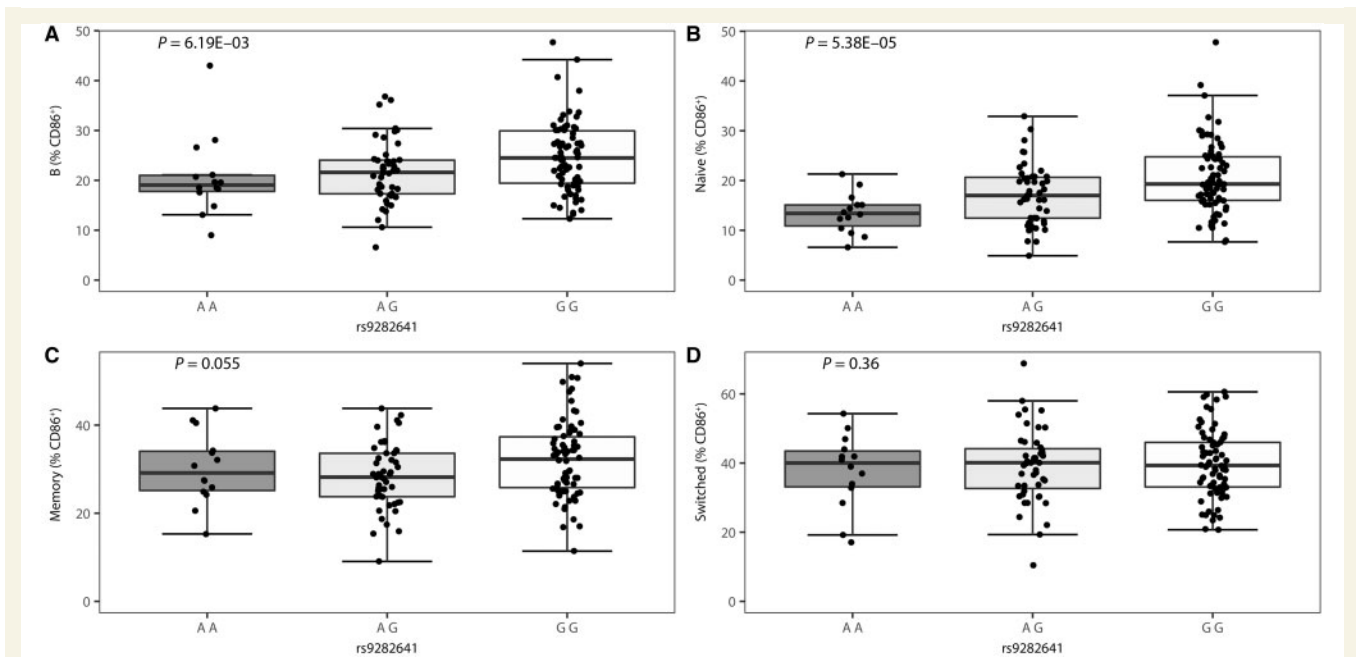 A
P = 6.19E–03
50
40
30
20
10
0
B (% CD86⁺)
A A
A G
G G
rs9282641
B
P = 5.38E–05
50
40
30
20
10
0
Naive (% CD86⁺)
A A
A G
G G
rs9282641
C
P = 0.055
40
20
0
Memory (% CD86⁺)
A A
A G
G G
rs9282641
D
P = 0.36
60
40
20
0
Switched (% CD86⁺)
A A
A G
G G
rs9282641